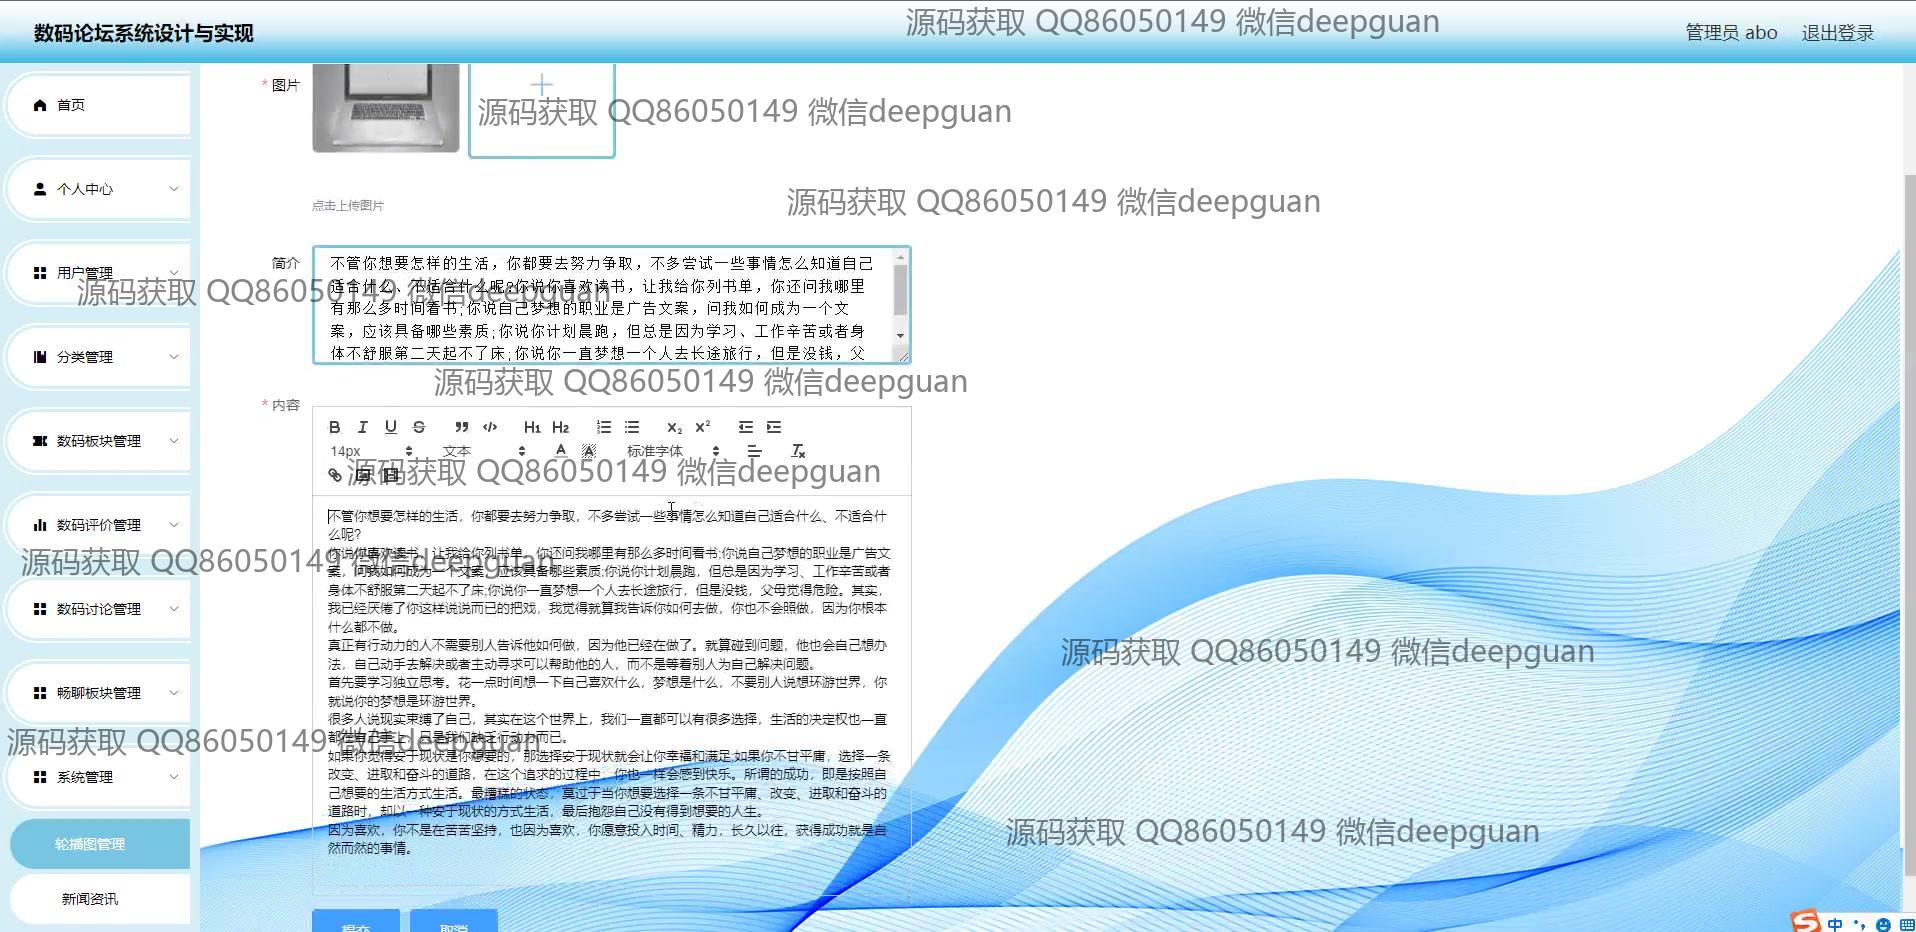 数码论坛系统设计与实现
源码获取 QQ86050149 微信deepguan
管理员 abo
退出登录
首页
个人中心
用户管理
分类管理
数码板块管理
数码评价管理
数码讨论管理
畅聊板块管理
系统管理
轮播图管理
新闻资讯
* 图片
源码获取 QQ86050149 微信deepguan
点击上传图片
源码获取 QQ86050149 微信deepguan
简介
不管你想要怎样的生活，你都要去努力争取，不多尝试一些事情怎么知道自己
适合什么、不适合什么呢?你说你喜欢读书，让我给你列书单，你还问我哪里
有那么多时间看书;你说自己梦想的职业是广告文案，问我如何成为一个文
案，应该具备哪些素质;你说你计划晨跑，但总是因为学习、工作辛苦或者身
体不舒服第二天起不了床;你说你一直梦想一个人去长途旅行，但是没钱，父
源码获取 QQ86050149 微信deepguan
源码获取 QQ86050149 微信deepguan
* 内容
B I U S H1 H2 X2 X2
14px 文本 A A 标准字体 Tx
源码获取 QQ86050149 微信deepguan
不管你想要怎样的生活，你都要去努力争取，不多尝试一些事情怎么知道自己适合什么、不适合什
么呢?
你说你喜欢读书，让我给你列书单，你还问我哪里有那么多时间看书;你说自己梦想的职业是广告文
案，问我如何成为一个文案，应该具备哪些素质;你说你计划晨跑，但总是因为学习、工作辛苦或者
身体不舒服第二天起不了床;你说你一直梦想一个人去长途旅行，但是没钱，父母觉得危险。其实，
我已经厌倦了你这样说说而已的把戏，我觉得就算我告诉你如何去做，你也不会照做，因为你根本
什么都不做。
真正有行动力的人不需要别人告诉他如何做，因为他已经在做了。就算碰到问题，他也会自己想办
法，自己动手去解决或者主动寻求可以帮助他的人，而不是等着别人为自己解决问题。
首先要学习独立思考。花一点时间想一下自己喜欢什么，梦想是什么，不要别人说想环游世界，你
就说你的梦想是环游世界。
很多人说现实束缚了自己，其实在这个世界上，我们一直都可以有很多选择，生活的决定权也一直
都在自己手上，只是我们缺乏行动力而已。
如果你觉得安于现状是你想要的，那选择安于现状就会让你幸福和满足;如果你不甘平庸，选择一条
改变、进取和奋斗的道路，在这个追求的过程中，你也一样会感到快乐。所谓的成功，即是按照自
己想要的生活方式生活。最糟糕的状态，莫过于当你想要选择一条不甘平庸、改变、进取和奋斗的
道路时，却以一种安于现状的方式生活，最后抱怨自己没有得到想要的人生。
因为喜欢，你不是在苦苦坚持，也因为喜欢，你愿意投入时间、精力，长久以往，获得成功就是自
然而然的事情。
源码获取 QQ86050149 微信deepguan
源码获取 QQ86050149 微信deepguan
源码获取 QQ86050149 微信deepguan
源码获取 QQ86050149 微信deepguan
提交
取消
中